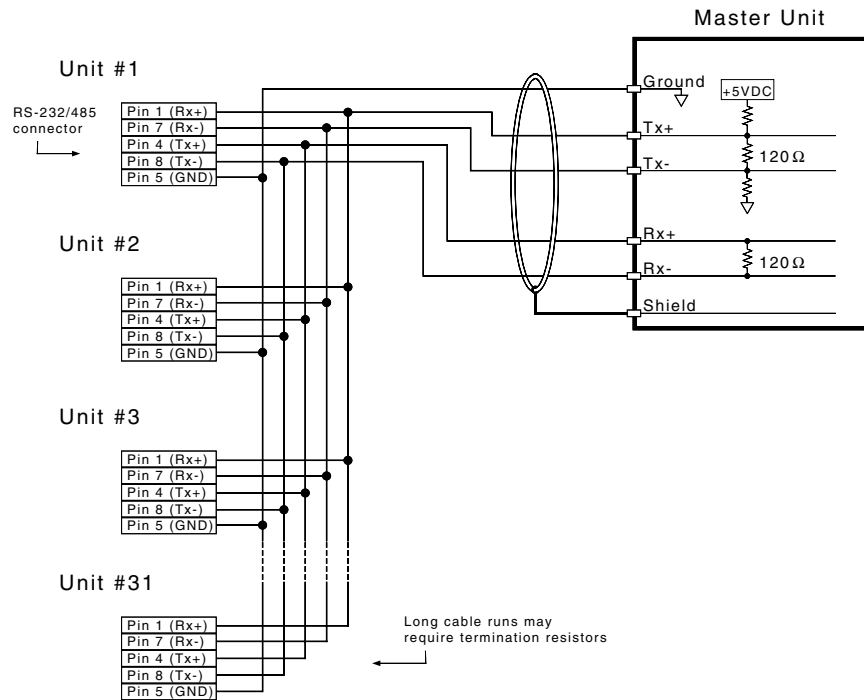 Master Unit
Unit #1
RS-232/485
connector
Pin 1 (Rx+)
Pin 7 (Rx-)
Pin 4 (Tx+)
Pin 8 (Tx-)
Pin 5 (GND)
Ground
+5VDC
Tx+
120Ω
Tx-
Rx+
120Ω
Rx-
Shield
Unit #2
Pin 1 (Rx+)
Pin 7 (Rx-)
Pin 4 (Tx+)
Pin 8 (Tx-)
Pin 5 (GND)
Unit #3
Pin 1 (Rx+)
Pin 7 (Rx-)
Pin 4 (Tx+)
Pin 8 (Tx-)
Pin 5 (GND)
Unit #31
Pin 1 (Rx+)
Pin 7 (Rx-)
Pin 4 (Tx+)
Pin 8 (Tx-)
Pin 5 (GND)
Long cable runs may
require termination resistors